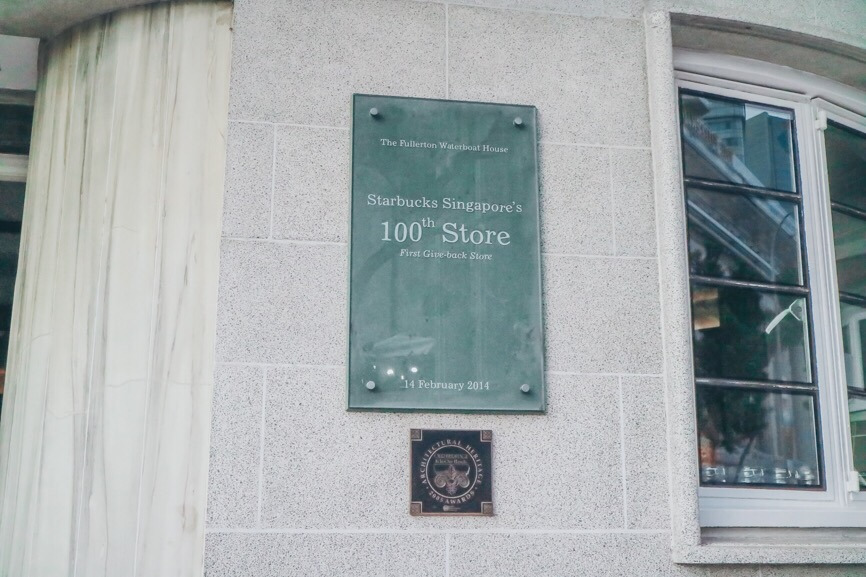 The Fullerton Waterboat House
Starbucks Singapore's
100th Store
First Give-back Store
14 February 2014
ARCHITECTURAL HERITAGE
AWARDS